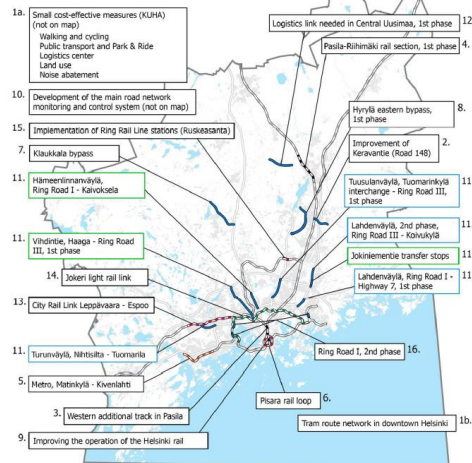 1a.
Small cost-effective measures (KUHA)
(not on map)
Walking and cycling
Public transport and Park & Ride
Logistics center
Land use
Noise abatement
10.
Development of the main road network
monitoring and control system (not on map)
15.
Implementation of Ring Rail Line stations (Ruskeasanta)
7.
Klaukkala bypass
Hämeenlinnanväylä,
Ring Road I - Kaivoksela
11.
11.
Vihdintie, Haaga - Ring Road
III, 1st phase
14.
Jokeri light rail link
13.
City Rail Link Leppävaara - Espoo
11.
Turunväylä, Nihtisilta - Tuomarila
5.
Metro, Matinkylä - Kivenlahti
3.
Western additional track in Pasila
9.
Improving the operation of the Helsinki rail
Logistics link needed in Central Uusimaa, 1st phase
12
Pasila-Riihimäki rail section, 1st phase
4.
Hyrylä eastern bypass,
1st phase
8.
Improvement of
Keravantie (Road 148)
2.
Tuusulanväylä, Tuomarinkylä
interchange - Ring Road III,
1st phase
11
Lahdenväylä, 2nd phase,
Ring Road III - Koivukylä
11
Jokiniementie transfer stops
11
Lahdenväylä, Ring Road I -
Highway 7, 1st phase
11
Ring Road I, 2nd phase
16.
Pisara rail loop
6.
Tram route network in downtown Helsinki
1b.